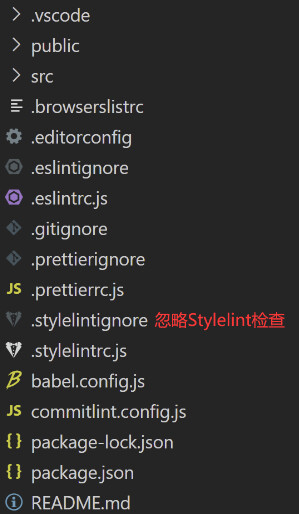 .vscode
public
src
.browserslistrc
.editorconfig
.eslintignore
.eslintrc.js
.gitignore
.prettierignore
JS .prettierrc.js
.stylelintignore 忽略Stylelint检查
.stylelintrc.js
babel.config.js
JS commitlint.config.js
{ } package-lock.json
{ } package.json
README.md